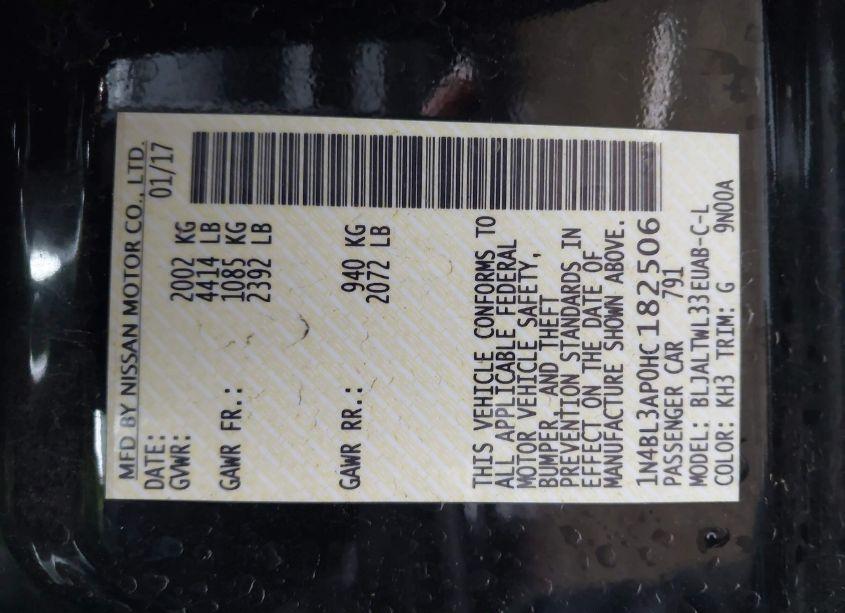 MFD BY NISSAN MOTOR CO., LTD.
DATE: 01/17
GVWR: 2002 KG
4414 LB
GAWR FR.: 1085 KG
2392 LB
GAWR RR.: 940 KG
2072 LB
THIS VEHICLE CONFORMS TO
ALL APPLICABLE FEDERAL
MOTOR VEHICLE SAFETY,
BUMPER, AND THEFT
PREVENTION STANDARDS IN
EFFECT ON THE DATE OF
MANUFACTURE SHOWN ABOVE.
1N4BL3AP0HC182506
PASSENGER CAR 791
MODEL: BLJALTWL33EUAB-C-L
COLOR: KH3 TRIM: G 9N00A